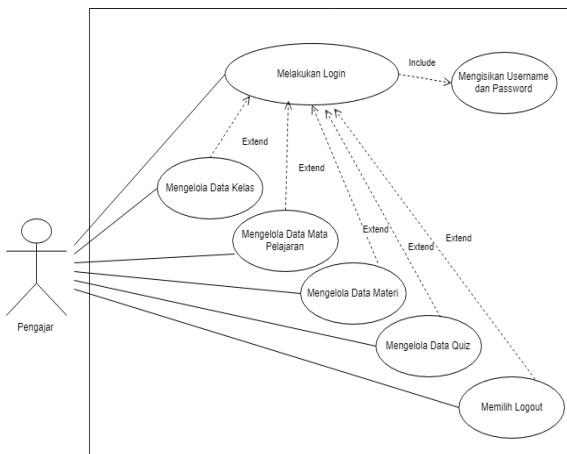 Melakukan Login
Include
Mengisikan Username
dan Password
Extend
Extend
Mengelola Data Kelas
Mengelola Data Mata
Pelajaran
Extend
Extend
Extend
Mengelola Data Materi
Pengajar
Mengelola Data Quiz
Memilih Logout